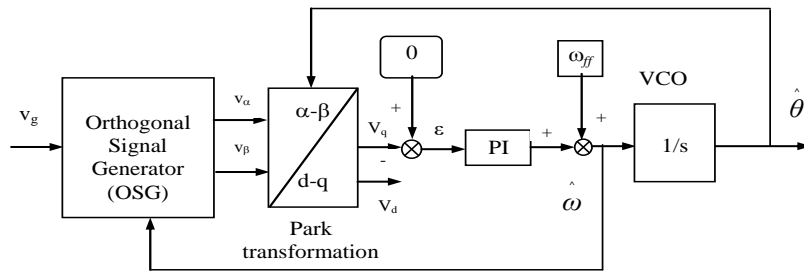 v_g
Orthogonal
Signal
Generator
(OSG)
v_α
v_β
α-β
d-q
Park
transformation
V_q
V_d
0
+
-
ε
PI
+
ω_ff
+
ω̂
VCO
1/s
θ̂